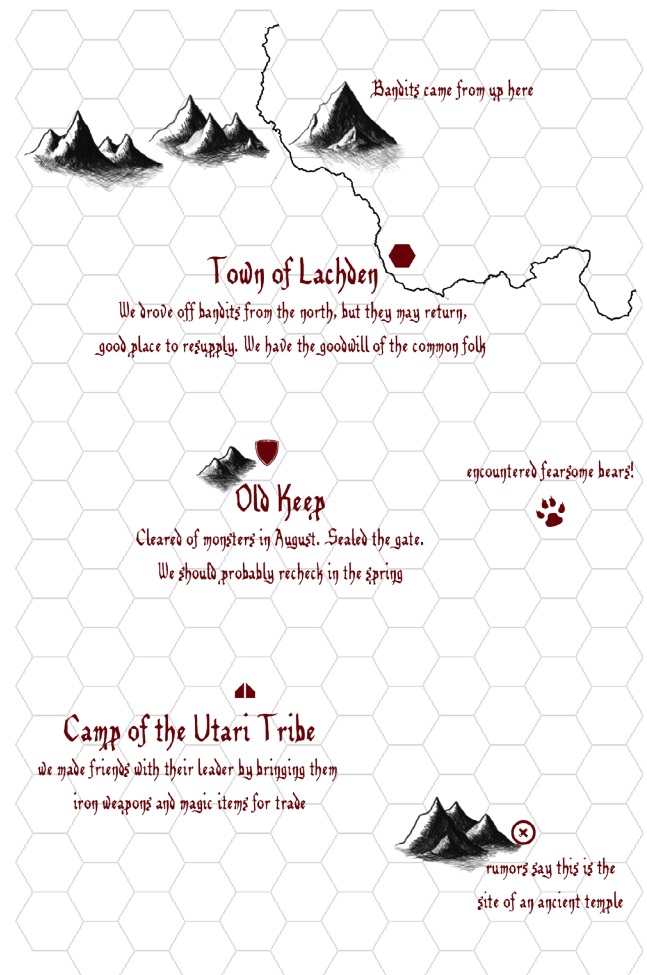 Bandits came from up here
Town of Lachden
We drove off bandits from the north, but they may return,
good place to resupply. We have the goodwill of the common folk
encountered fearsome bears!
Old Keep
Cleared of monsters in August. Sealed the gate.
We should probably recheck in the spring
Camp of the Utari Tribe
we made friends with their leader by bringing them
iron weapons and magic items for trade
rumors say this is the
site of an ancient temple